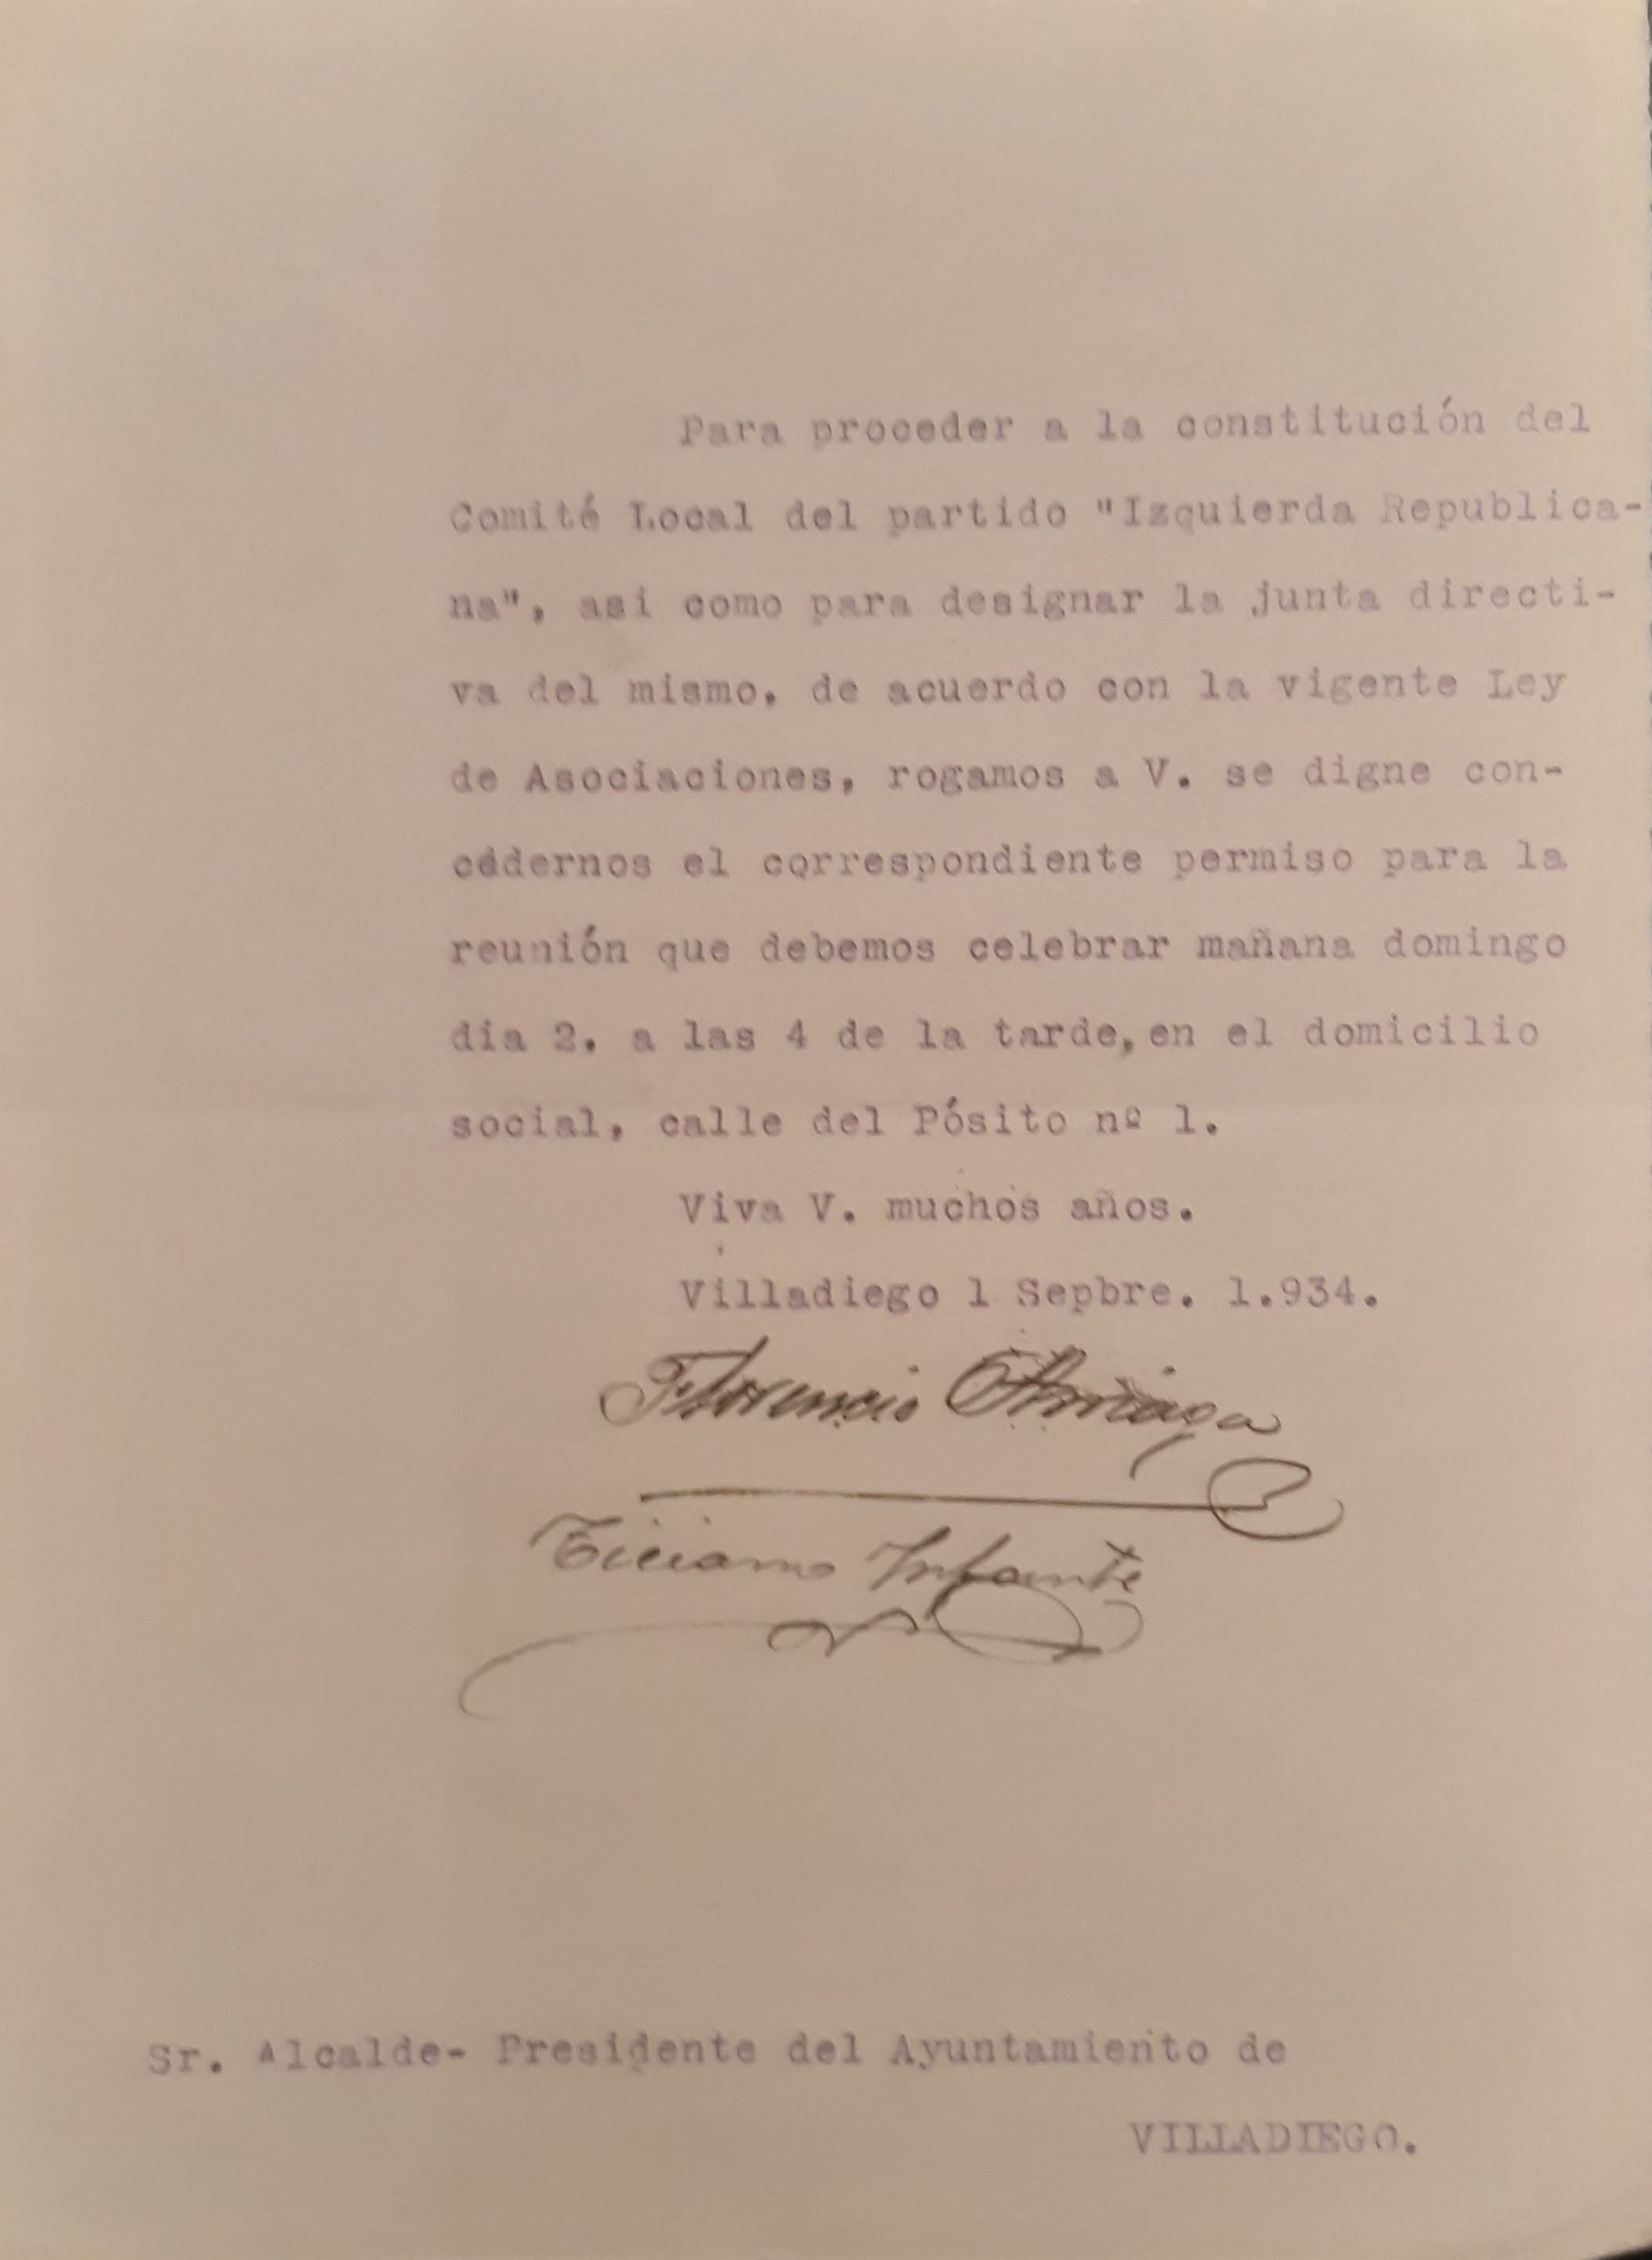 Para proceder a la constitución del
Comité Local del partido "Izquierda Republica-
na", asi como para designar la junta directi-
va del mismo, de acuerdo con la vigente Ley
de Asociaciones, rogamos a V. se digne con-
cedernos el correspondiente permiso para la
reunión que debemos celebrar mañana domingo
dia 2. a las 4 de la tarde, en el domicilio
social, calle del Pósito nº 1.
Viva V. muchos años.
Villadiego 1 Sepbre. 1.934.
Florencio Arriaga
Ticiano Infante
Sr. Alcalde- Presidente del Ayuntamiento de
VILLADIEGO.